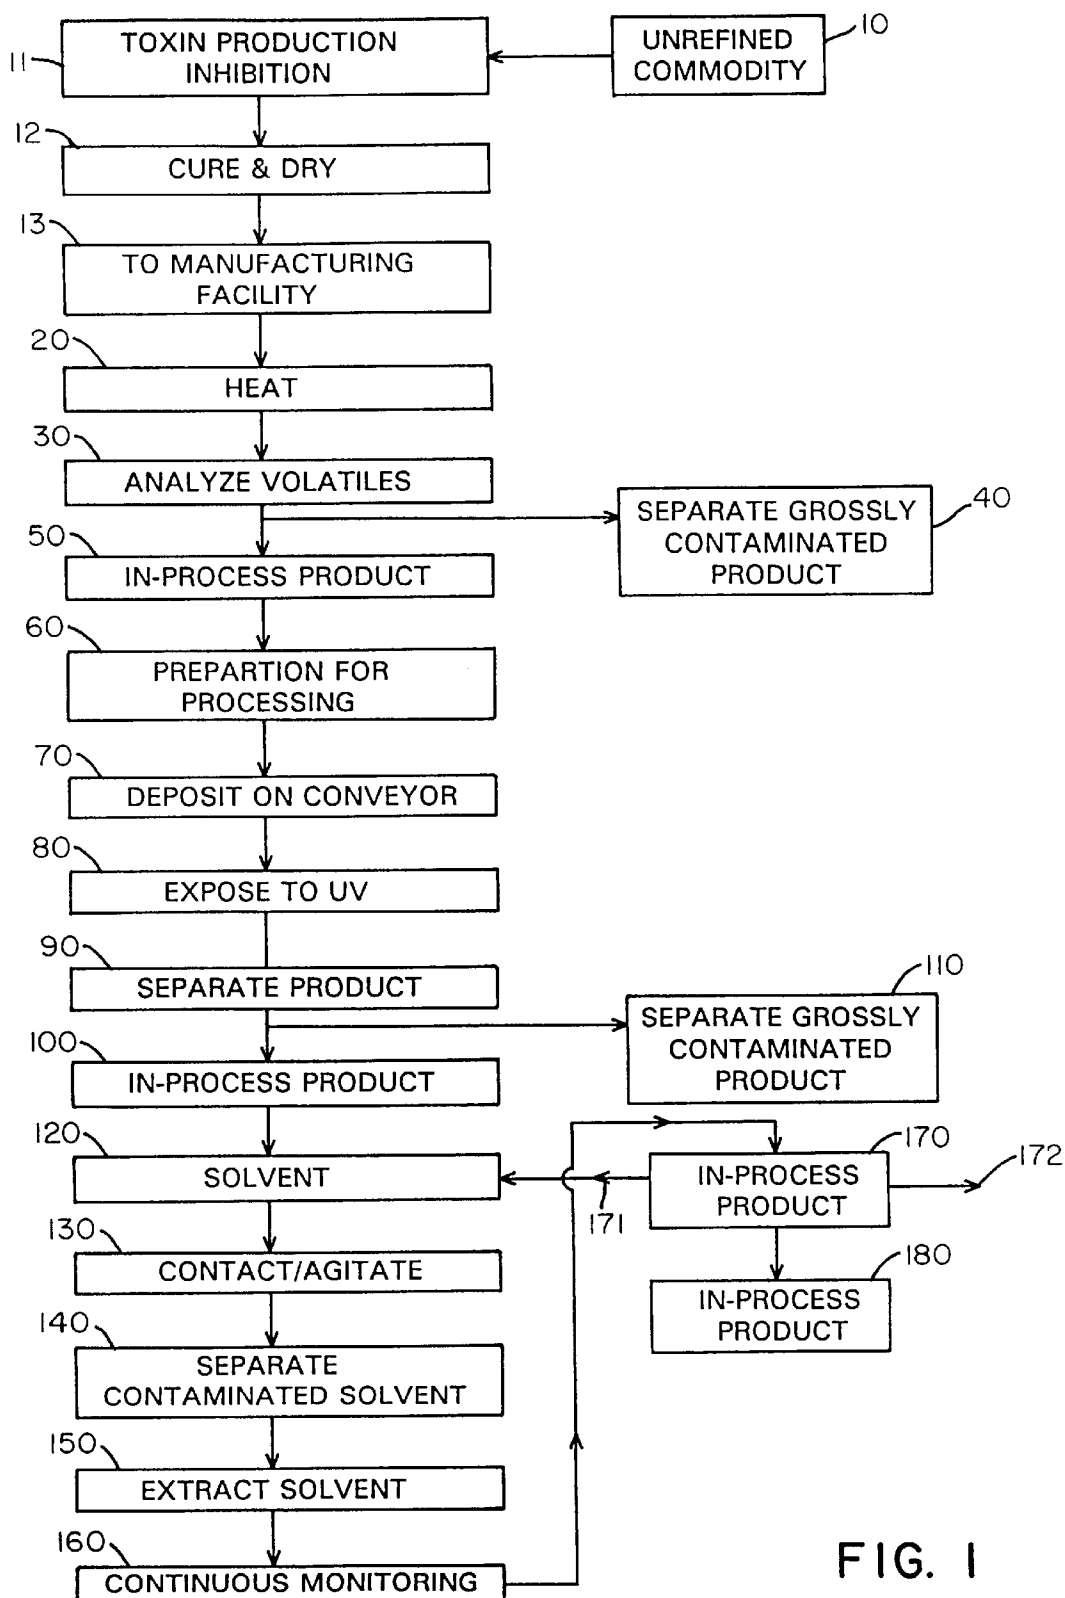 10
UNREFINED
COMMODITY
11
TOXIN PRODUCTION
INHIBITION
12
CURE & DRY
13
TO MANUFACTURING
FACILITY
20
HEAT
30
ANALYZE VOLATILES
40
SEPARATE GROSSLY
CONTAMINATED
PRODUCT
50
IN-PROCESS PRODUCT
60
PREPARTION FOR
PROCESSING
70
DEPOSIT ON CONVEYOR
80
EXPOSE TO UV
90
SEPARATE PRODUCT
110
SEPARATE GROSSLY
CONTAMINATED
PRODUCT
100
IN-PROCESS PRODUCT
120
SOLVENT
170
IN-PROCESS
PRODUCT
171
172
180
IN-PROCESS
PRODUCT
130
CONTACT/AGITATE
140
SEPARATE
CONTAMINATED SOLVENT
150
EXTRACT SOLVENT
160
CONTINUOUS MONITORING
FIG. 1